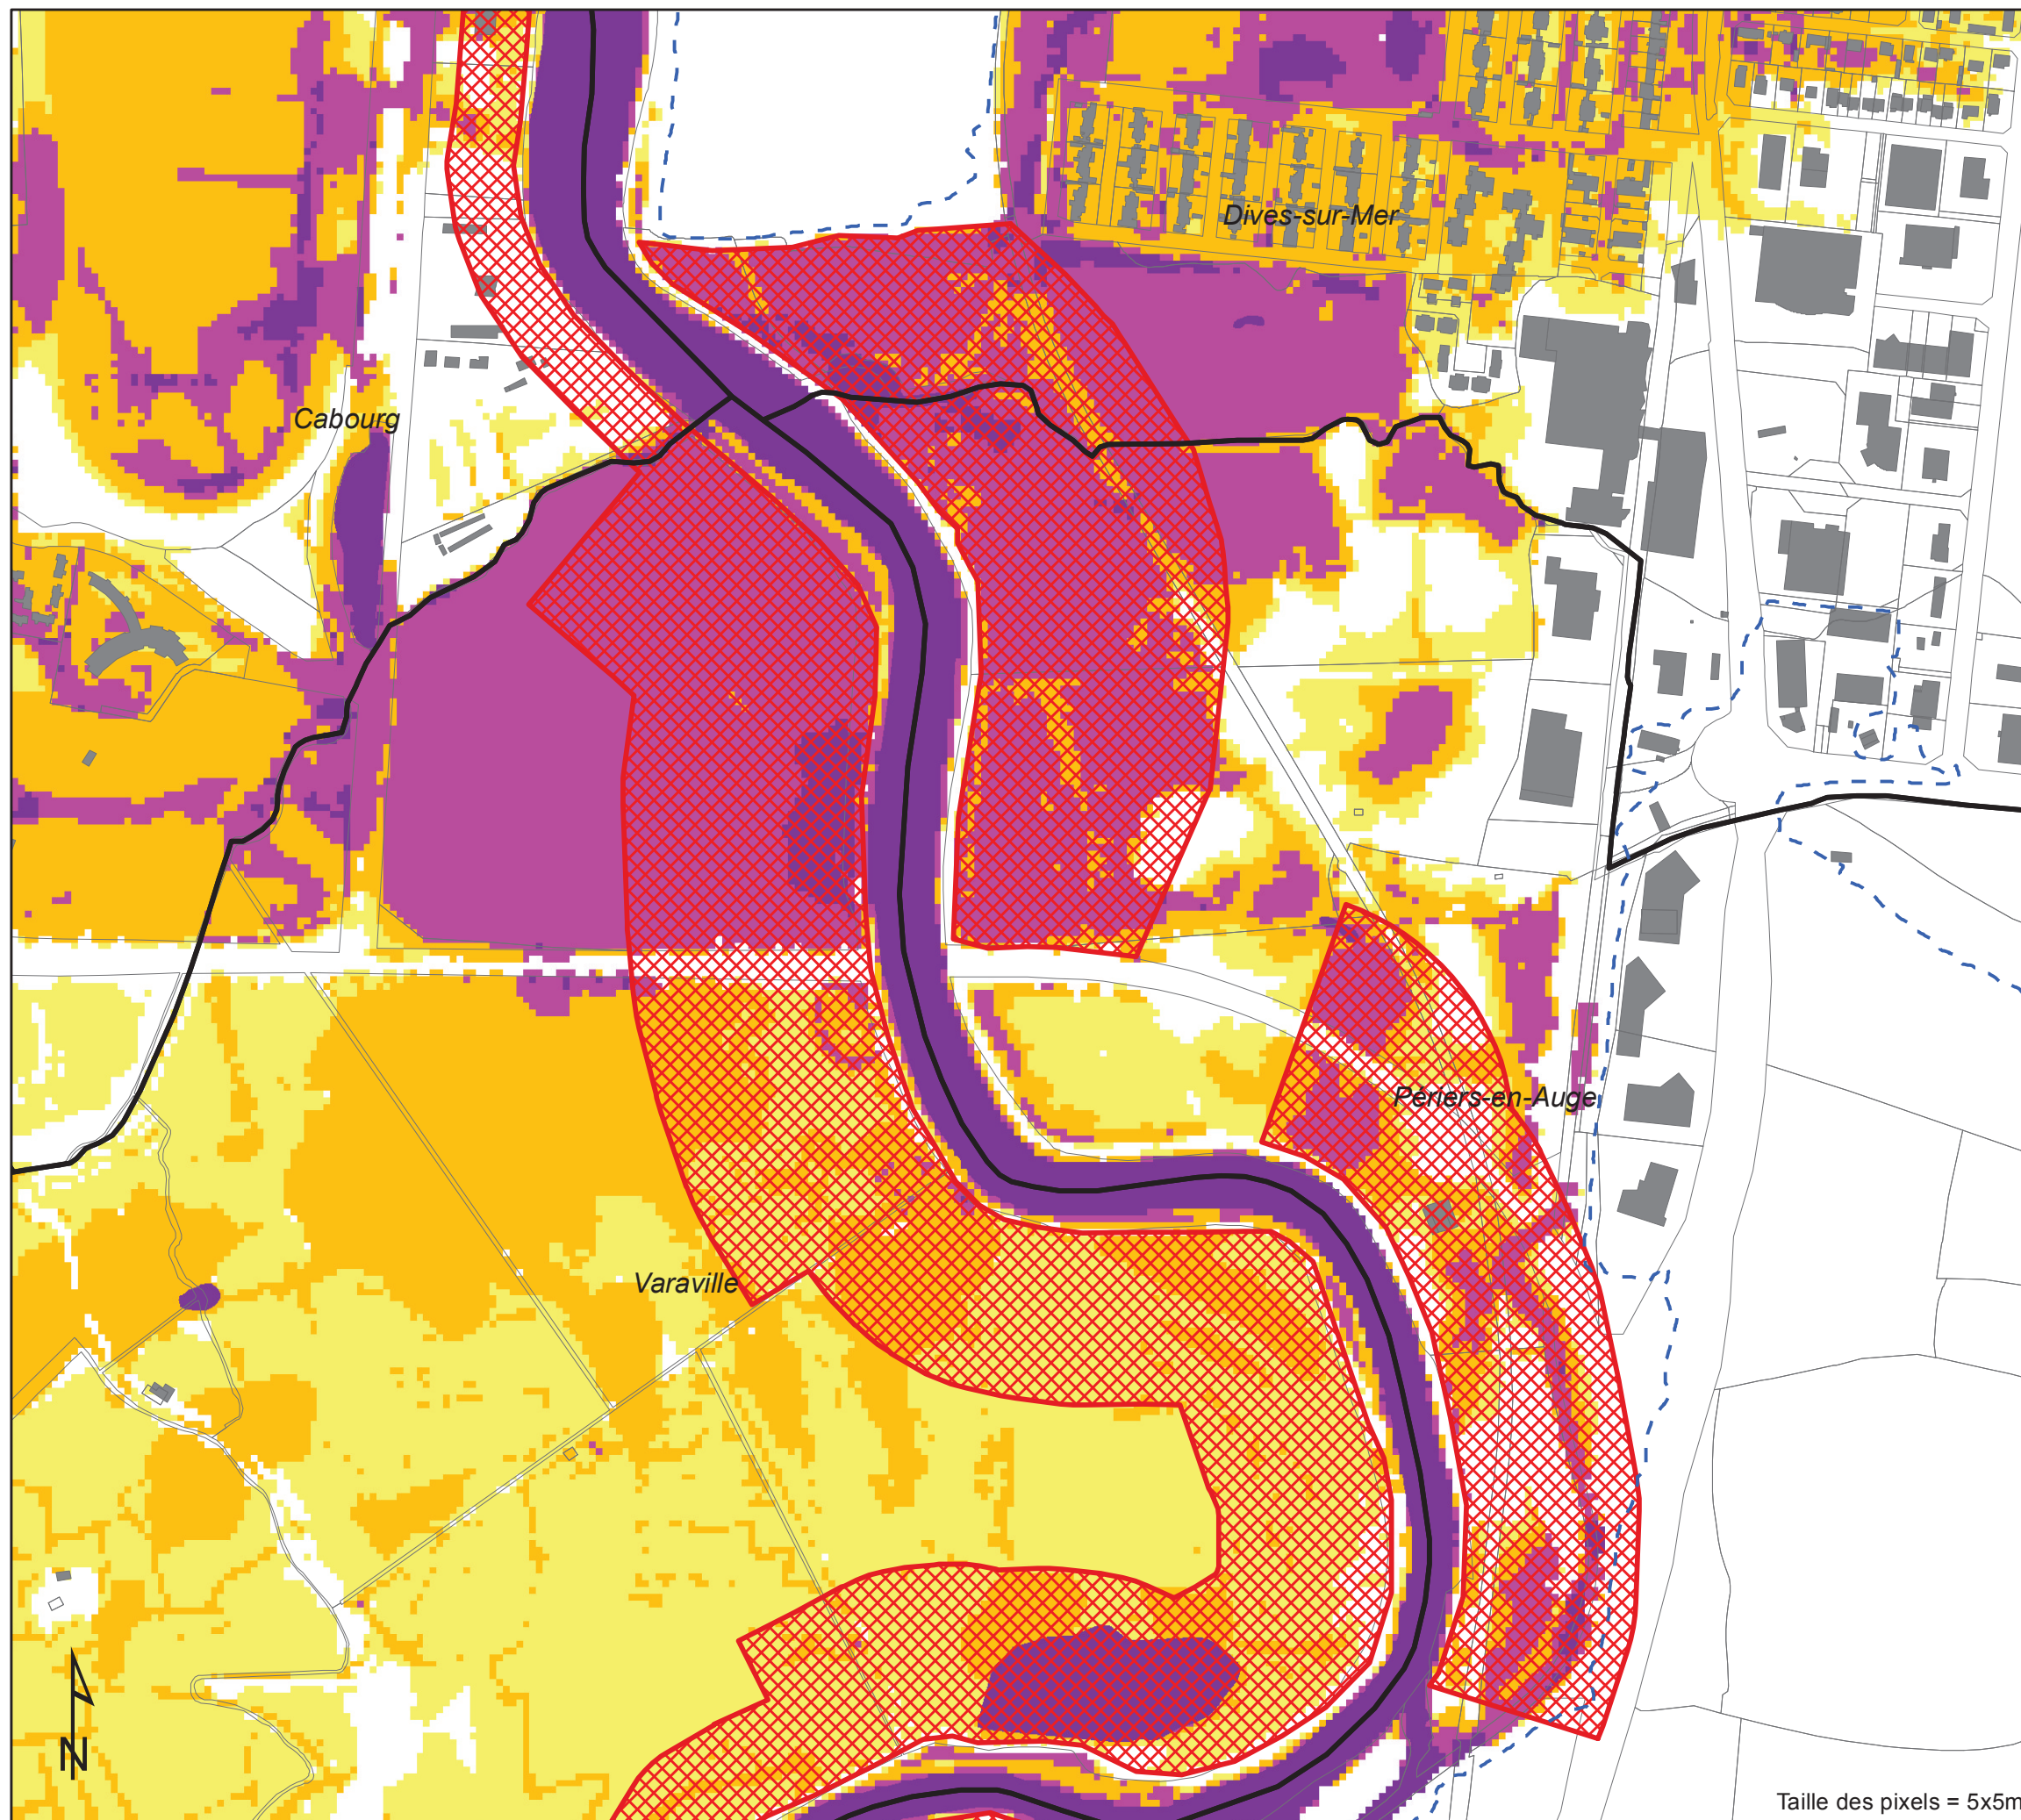 Dives-sur-Mer
Cabourg
Périers-en-Auge
Varaville
N
Taille des pixels = 5x5m